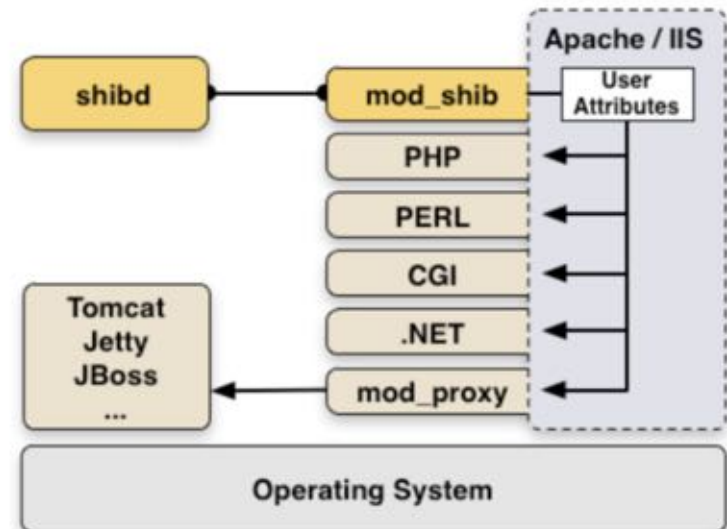 Apache / IIS
shibd
mod_shib
User
Attributes
PHP
PERL
CGI
.NET
mod_proxy
Tomcat
Jetty
JBoss
...
Operating System